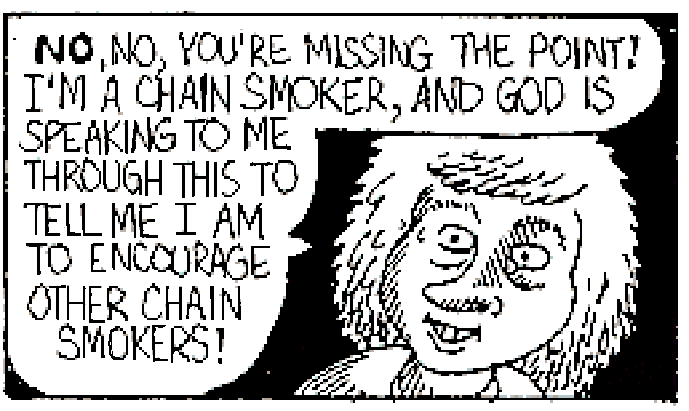 NO, NO, YOU'RE MISSING THE POINT!
I'M A CHAIN SMOKER, AND GOD IS
SPEAKING TO ME
THROUGH THIS TO
TELL ME I AM
TO ENCOURAGE
OTHER CHAIN
SMOKERS!